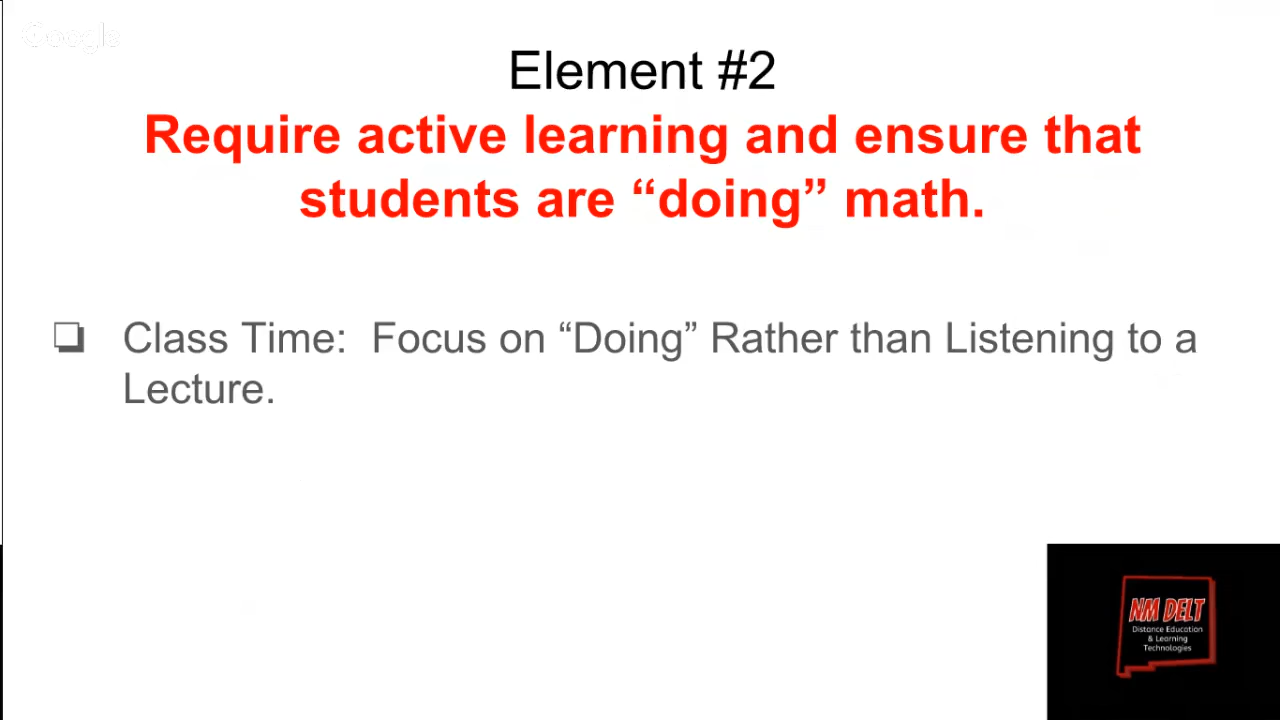 Google
Element #2
Require active learning and ensure that
students are “doing” math.
❏ Class Time: Focus on “Doing” Rather than Listening to a
Lecture.
NM DELT
Distance Education
& Learning
Technologies